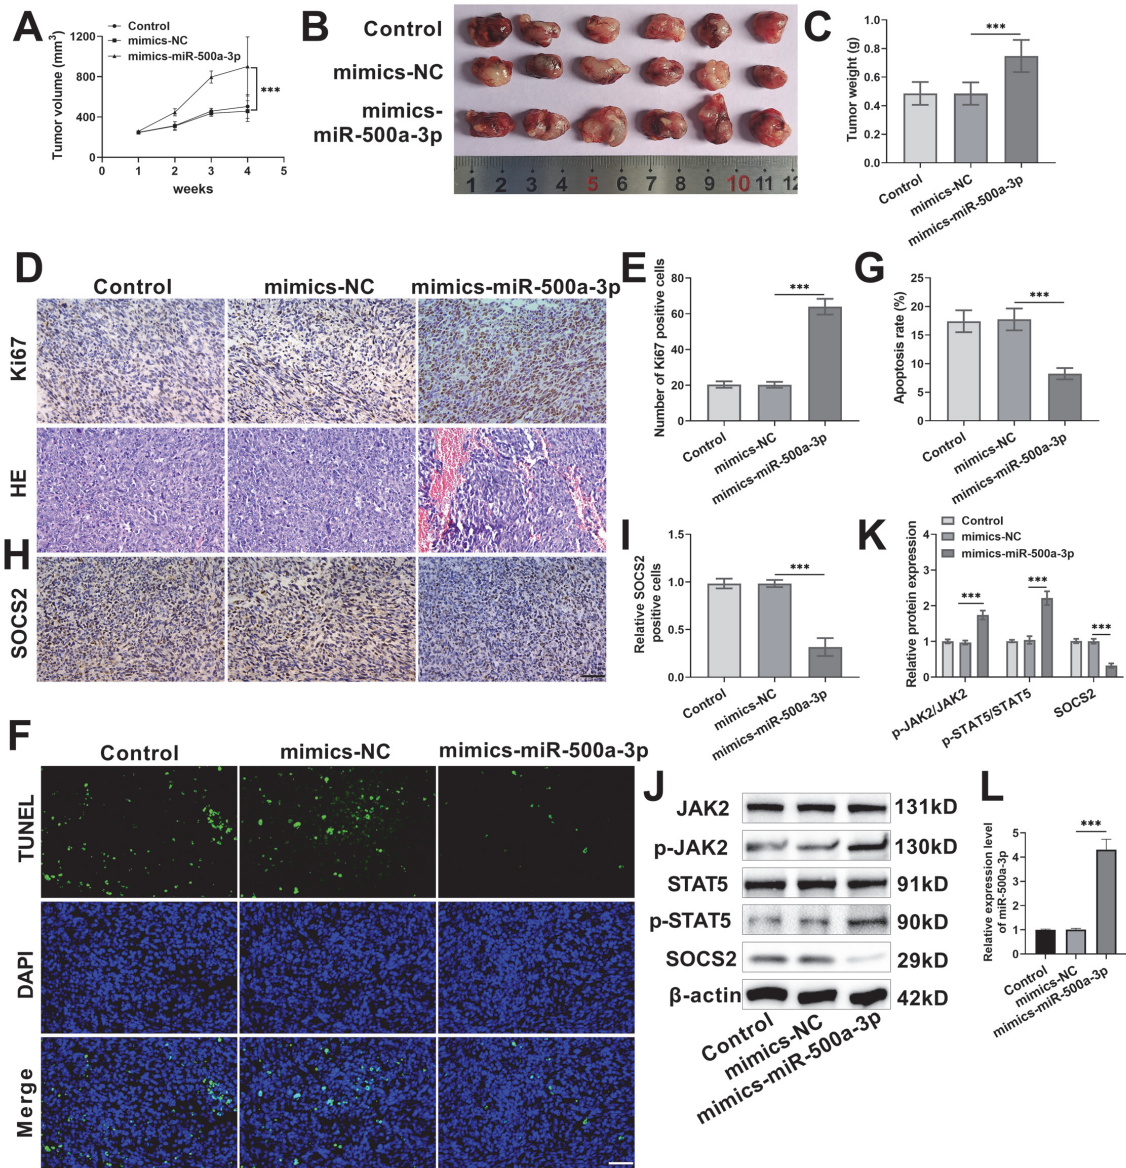 A
Control
mimics-NC
mimics-miR-500a-3p
Tumor volume (mm³)
1200
800
400
0
***
0 1 2 3 4 5
weeks
B
Control
mimics-NC
mimics-
miR-500a-3p
1 2 3 4 5 6 7 8 9 10 11 12
C
Tumor weight (g)
1.0
0.8
0.6
0.4
0.2
0.0
***
Control
mimics-NC
mimics-miR-500a-3p
D
Control mimics-NC mimics-miR-500a-3p
Ki67
HE
E
Number of Ki67 positive cells
80
60
40
20
0
***
Control
mimics-NC
mimics-miR-500a-3p
G
Apoptosis rate (%)
25
20
15
10
5
0
***
Control
mimics-NC
mimics-miR-500a-3p
H
SOCS2
I
Relative SOCS2
positive cells
1.5
1.0
0.5
0.0
***
Control
mimics-NC
mimics-miR-500a-3p
K
Control
mimics-NC
mimics-miR-500a-3p
Relative protein expression
4
3
2
1
0
***
***
***
p-JAK2/JAK2
p-STAT5/STAT5
SOCS2
F
Control mimics-NC mimics-miR-500a-3p
TUNEL
DAPI
Merge
J
JAK2 131kD
p-JAK2 130kD
STAT5 91kD
p-STAT5 90kD
SOCS2 29kD
β-actin 42kD
Control
mimics-NC
mimics-miR-500a-3p
L
Relative expression level
of miR-500a-3p
5
4
3
2
1
0
***
Control
mimics-NC
mimics-miR-500a-3p